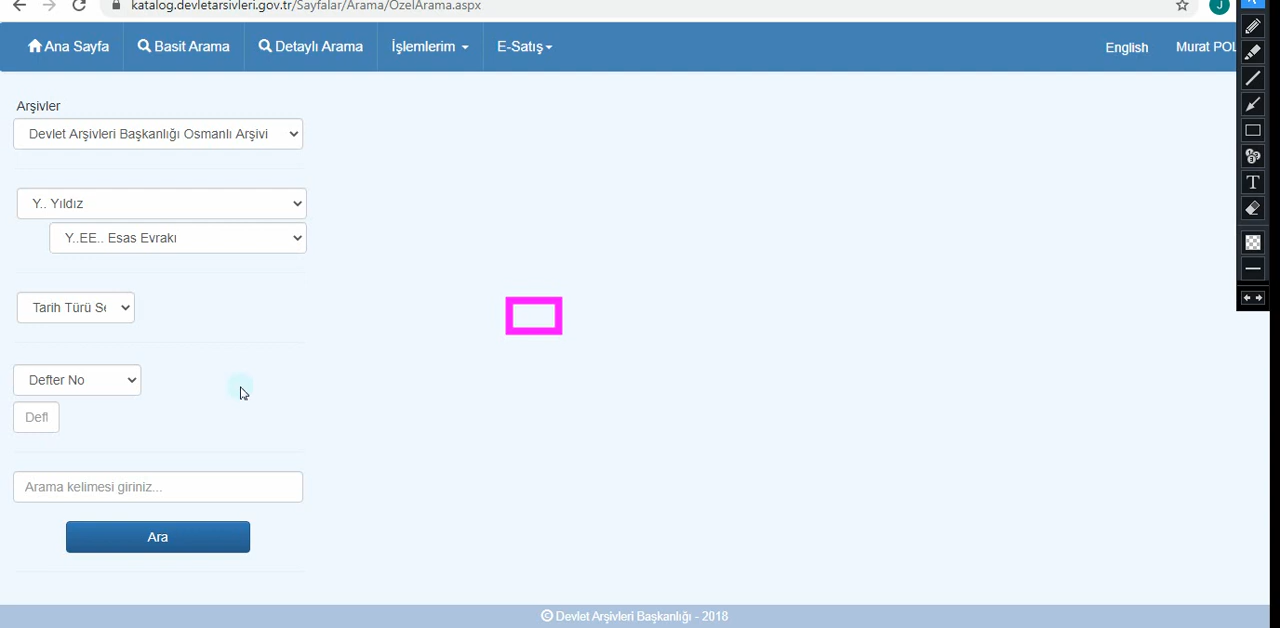 katalog.devletarsivleri.gov.tr/Sayfalar/Arama/OzelArama.aspx
J
Ana Sayfa Basit Arama Detaylı Arama İşlemlerim E-Satış English Murat POL
Arşivler
Devlet Arşivleri Başkanlığı Osmanlı Arşivi
Y.. Yıldız
Y..EE.. Esas Evrakı
Tarih Türü Se
Defter No
Deft
Arama kelimesi giriniz...
Ara
© Devlet Arşivleri Başkanlığı - 2018